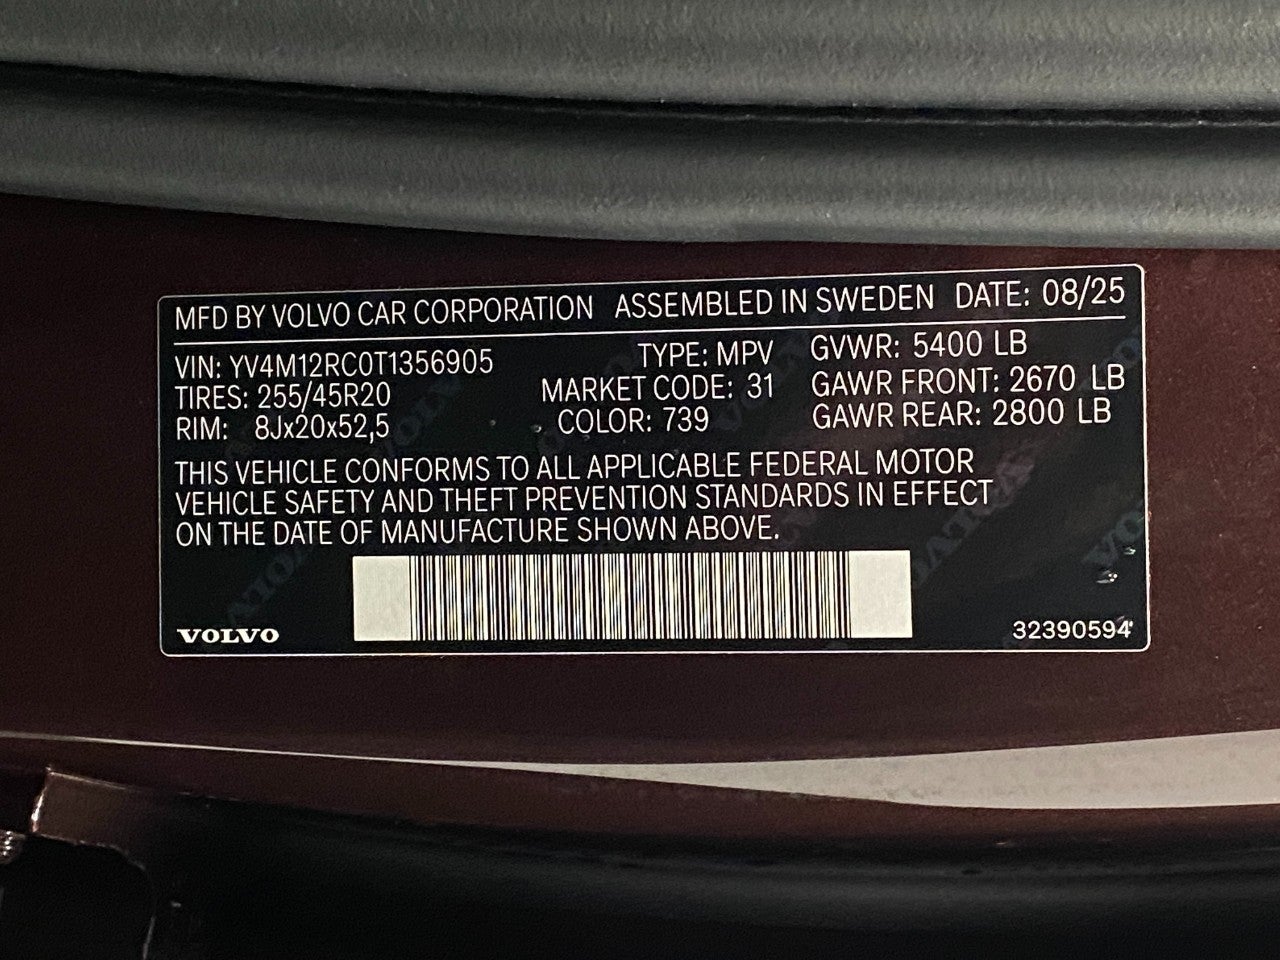 MFD BY VOLVO CAR CORPORATION ASSEMBLED IN SWEDEN DATE: 08/25
VIN: YV4M12RC0T1356905 TYPE: MPV GVWR: 5400 LB
TIRES: 255/45R20 MARKET CODE: 31 GAWR FRONT: 2670 LB
RIM: 8Jx20x52,5 COLOR: 739 GAWR REAR: 2800 LB
THIS VEHICLE CONFORMS TO ALL APPLICABLE FEDERAL MOTOR
VEHICLE SAFETY AND THEFT PREVENTION STANDARDS IN EFFECT
ON THE DATE OF MANUFACTURE SHOWN ABOVE.
VOLVO 32390594